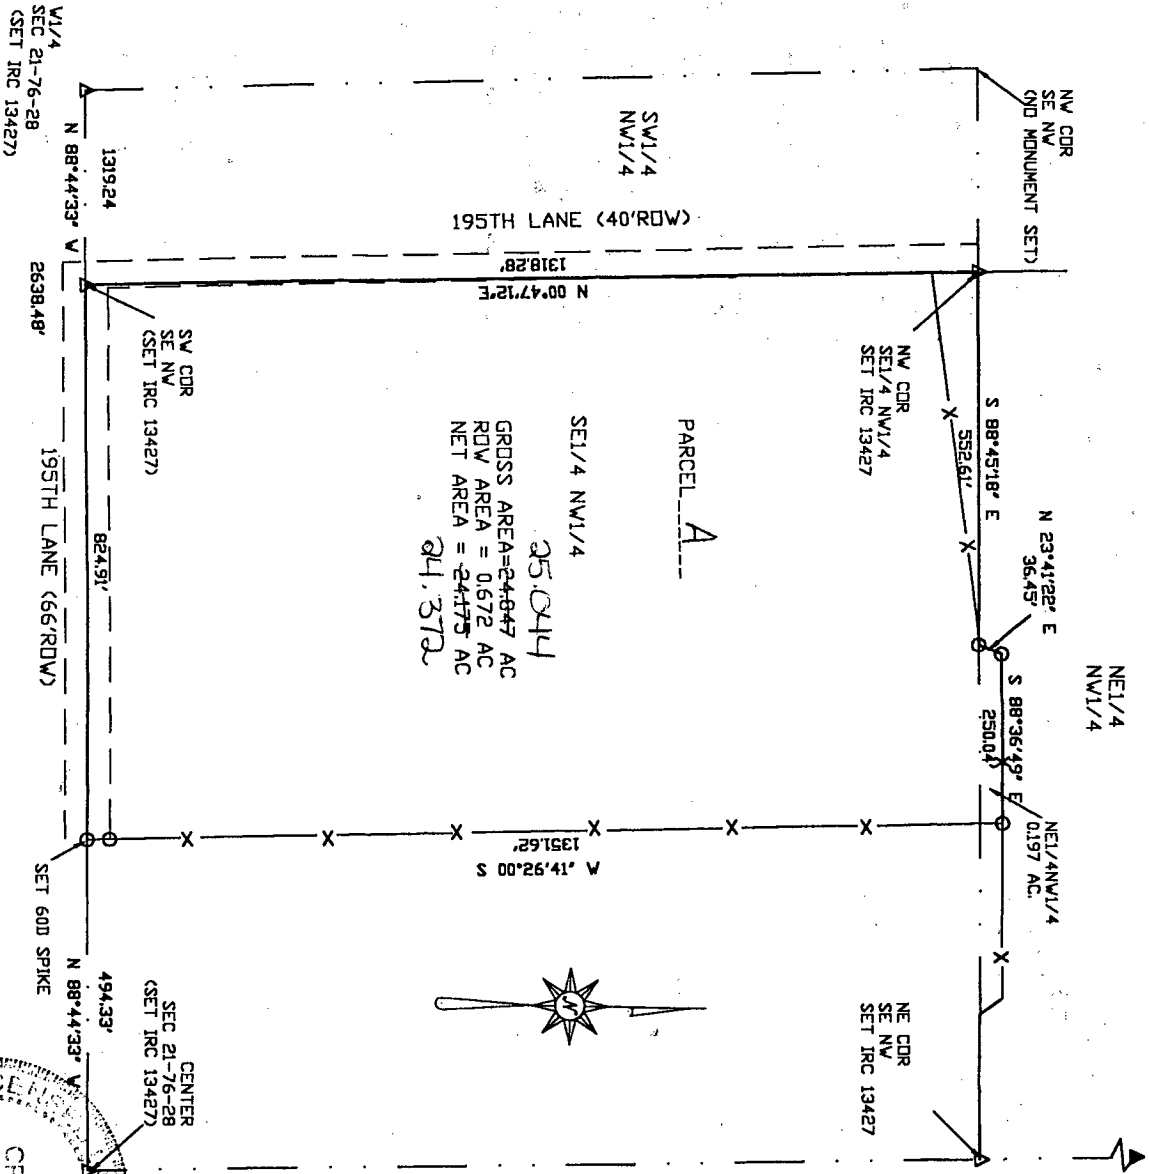 NW COR
SE NW
(NO MONUMENT SET)
NE1/4
NW1/4
N 23°41'22" E
36.45'
S 88°45'18" E
552.61'
S 88°36'49" E
250.04'
NE1/4NW1/4
0.197 AC.
NW COR
SE1/4 NW1/4
SET IRC 13427
NE COR
SE NW
SET IRC 13427
SW1/4
NW1/4
195TH LANE (40'ROW)
1318.28'
N 00°47'12"E
PARCEL A
SE1/4 NW1/4
25.044
GROSS AREA=24.847 AC
ROW AREA = 0.672 AC
NET AREA = 24.175 AC
24.372
1351.62'
S 00°26'41" W
N
SW COR
SE NW
(SET IRC 13427)
W1/4
SEC 21-76-28
(SET IRC 13427)
1319.24
N 88°44'33" W
2638.48'
824.91'
195TH LANE (66'ROW)
SET 60D SPIKE
494.33'
N 88°44'33" W
CENTER
SEC 21-76-28
(SET IRC 13427)